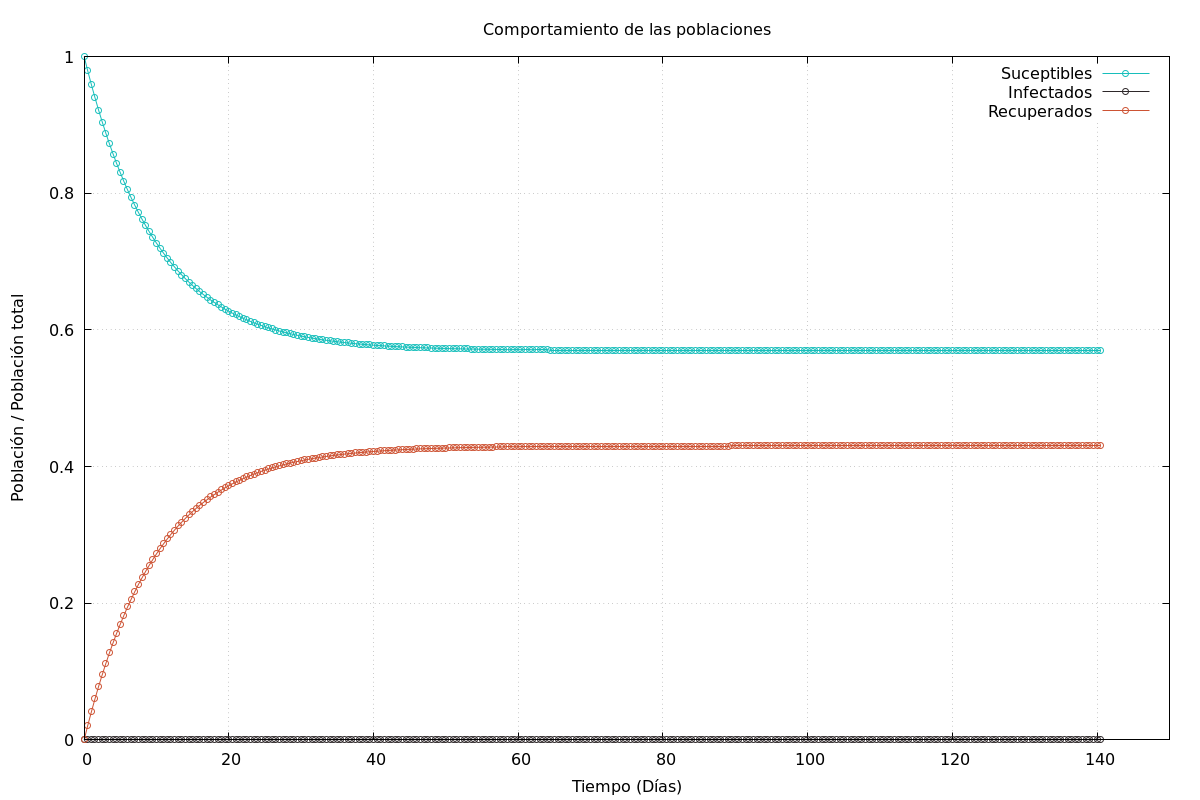 Comportamiento de las poblaciones
Suceptibles
Infectados
Recuperados
Población / Población total
1
0.8
0.6
0.4
0.2
0
0 20 40 60 80 100 120 140
Tiempo (Días)